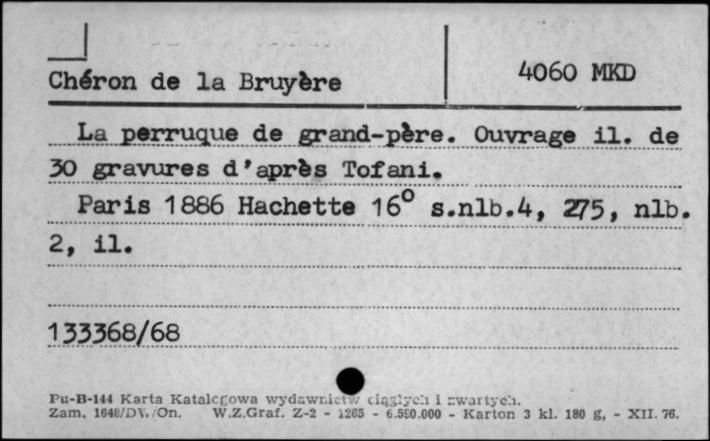 Chéron de la Bruyère
4060 MKD
La perruque de grand-père. Ouvrage il. de
30 gravures d'après Tofani.
Paris 1886 Hachette 16° s.nlb.4, 275, nlb.
2, il.
133368/68
Pu-B-144 Karta Katalogowa wydawnictw ciągłych i zwartych.
Zam. 1648/DV./On. W.Z.Graf. Z-2 - 1265 - 6.550.000 - Karton 3 kl. 180 g, - XII. 76.